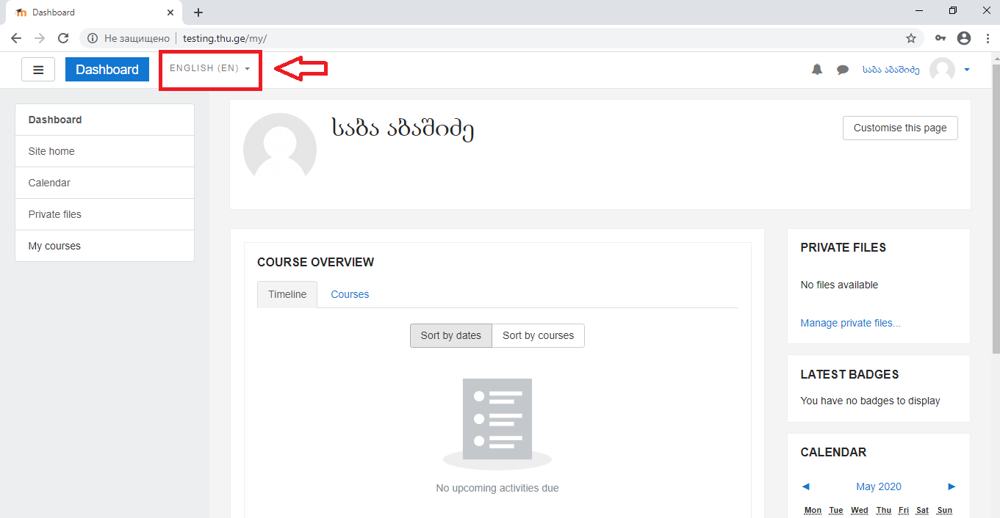 Dashboard
Не защищено
testing.thu.ge/my/
Dashboard
ENGLISH (EN)
საბა აბაშიძე
Dashboard
Site home
Calendar
Private files
My courses
საბა აბაშიძე
Customise this page
COURSE OVERVIEW
Timeline
Courses
Sort by dates
Sort by courses
No upcoming activities due
PRIVATE FILES
No files available
Manage private files...
LATEST BADGES
You have no badges to display
CALENDAR
◄ May 2020 ►
Mon Tue Wed Thu Fri Sat Sun